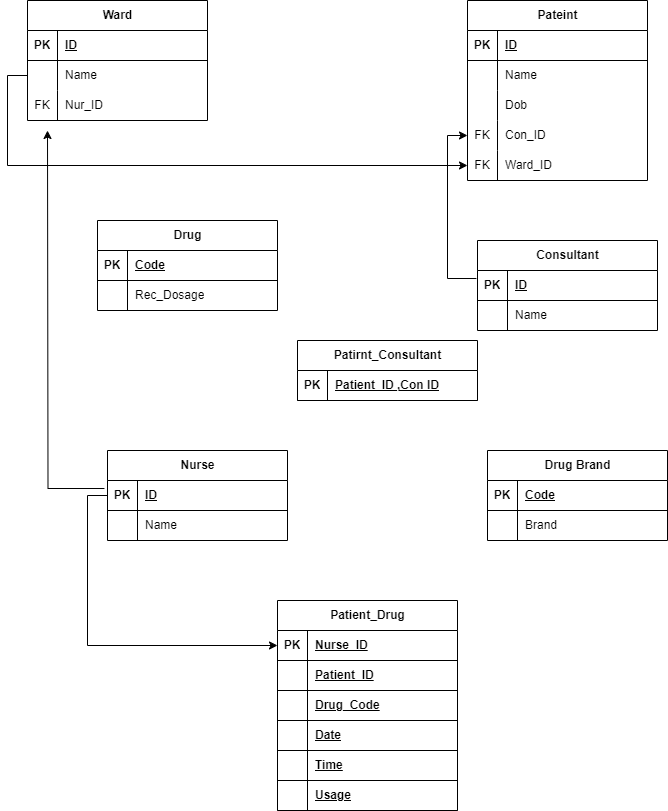 Ward
PK ID
Name
FK Nur_ID
Pateint
PK ID
Name
Dob
FK Con_ID
FK Ward_ID
Drug
PK Code
Rec_Dosage
Consultant
PK ID
Name
Patirnt_Consultant
PK Patient_ID ,Con ID
Nurse
PK ID
Name
Drug Brand
PK Code
Brand
Patient_Drug
PK Nurse_ID
Patient_ID
Drug_Code
Date
Time
Usage